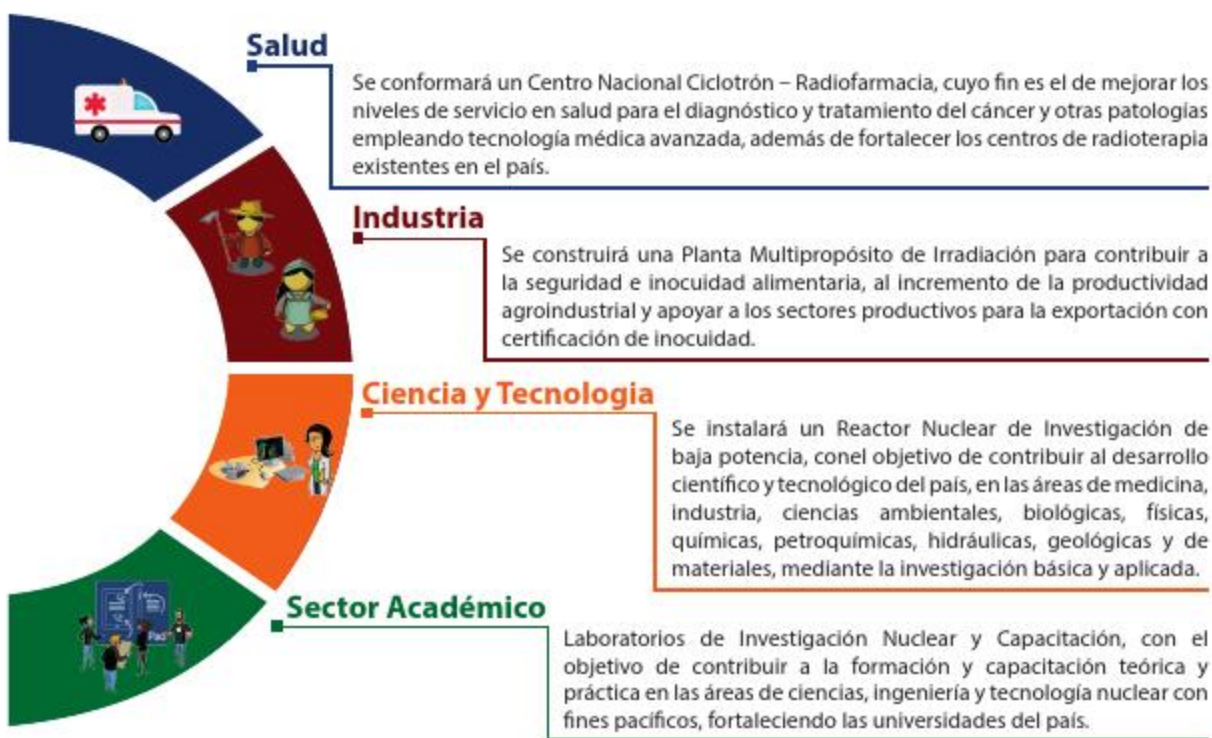 Salud
Se conformará un Centro Nacional Ciclotrón – Radiofarmacia, cuyo fin es el de mejorar los
niveles de servicio en salud para el diagnóstico y tratamiento del cáncer y otras patologías
empleando tecnología médica avanzada, además de fortalecer los centros de radioterapia
existentes en el país.
Industria
Se construirá una Planta Multipropósito de Irradiación para contribuir a
la seguridad e inocuidad alimentaria, al incremento de la productividad
agroindustrial y apoyar a los sectores productivos para la exportación con
certificación de inocuidad.
Ciencia y Tecnologia
Se instalará un Reactor Nuclear de Investigación de
baja potencia, conel objetivo de contribuir al desarrollo
científico y tecnológico del país, en las áreas de medicina,
industria, ciencias ambientales, biológicas, físicas,
químicas, petroquímicas, hidráulicas, geológicas y de
materiales, mediante la investigación básica y aplicada.
Sector Académico
Laboratorios de Investigación Nuclear y Capacitación, con el
objetivo de contribuir a la formación y capacitación teórica y
práctica en las áreas de ciencias, ingeniería y tecnología nuclear con
fines pacíficos, fortaleciendo las universidades del país.